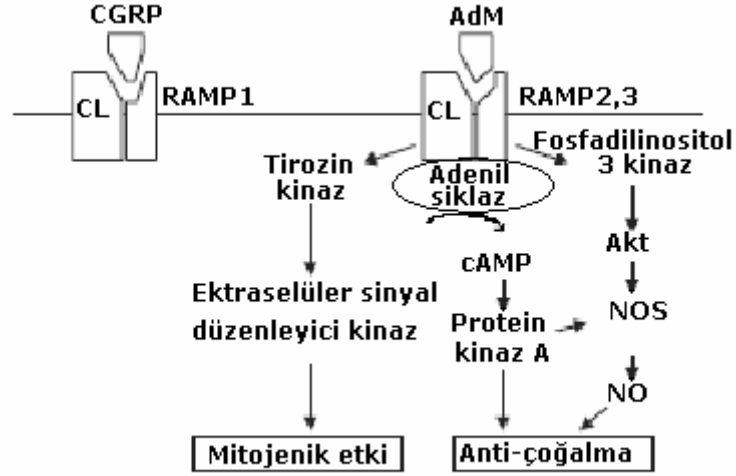 CGRP
AdM
CL
RAMP1
CL
RAMP2,3
Tirozin
kinaz
Adenil
siklaz
Fosfadilinositol
3 kinaz
Akt
cAMP
Ektraselüler sinyal
düzenleyici kinaz
Protein
kinaz A
NOS
NO
Mitojenik etki
Anti-çoğalma